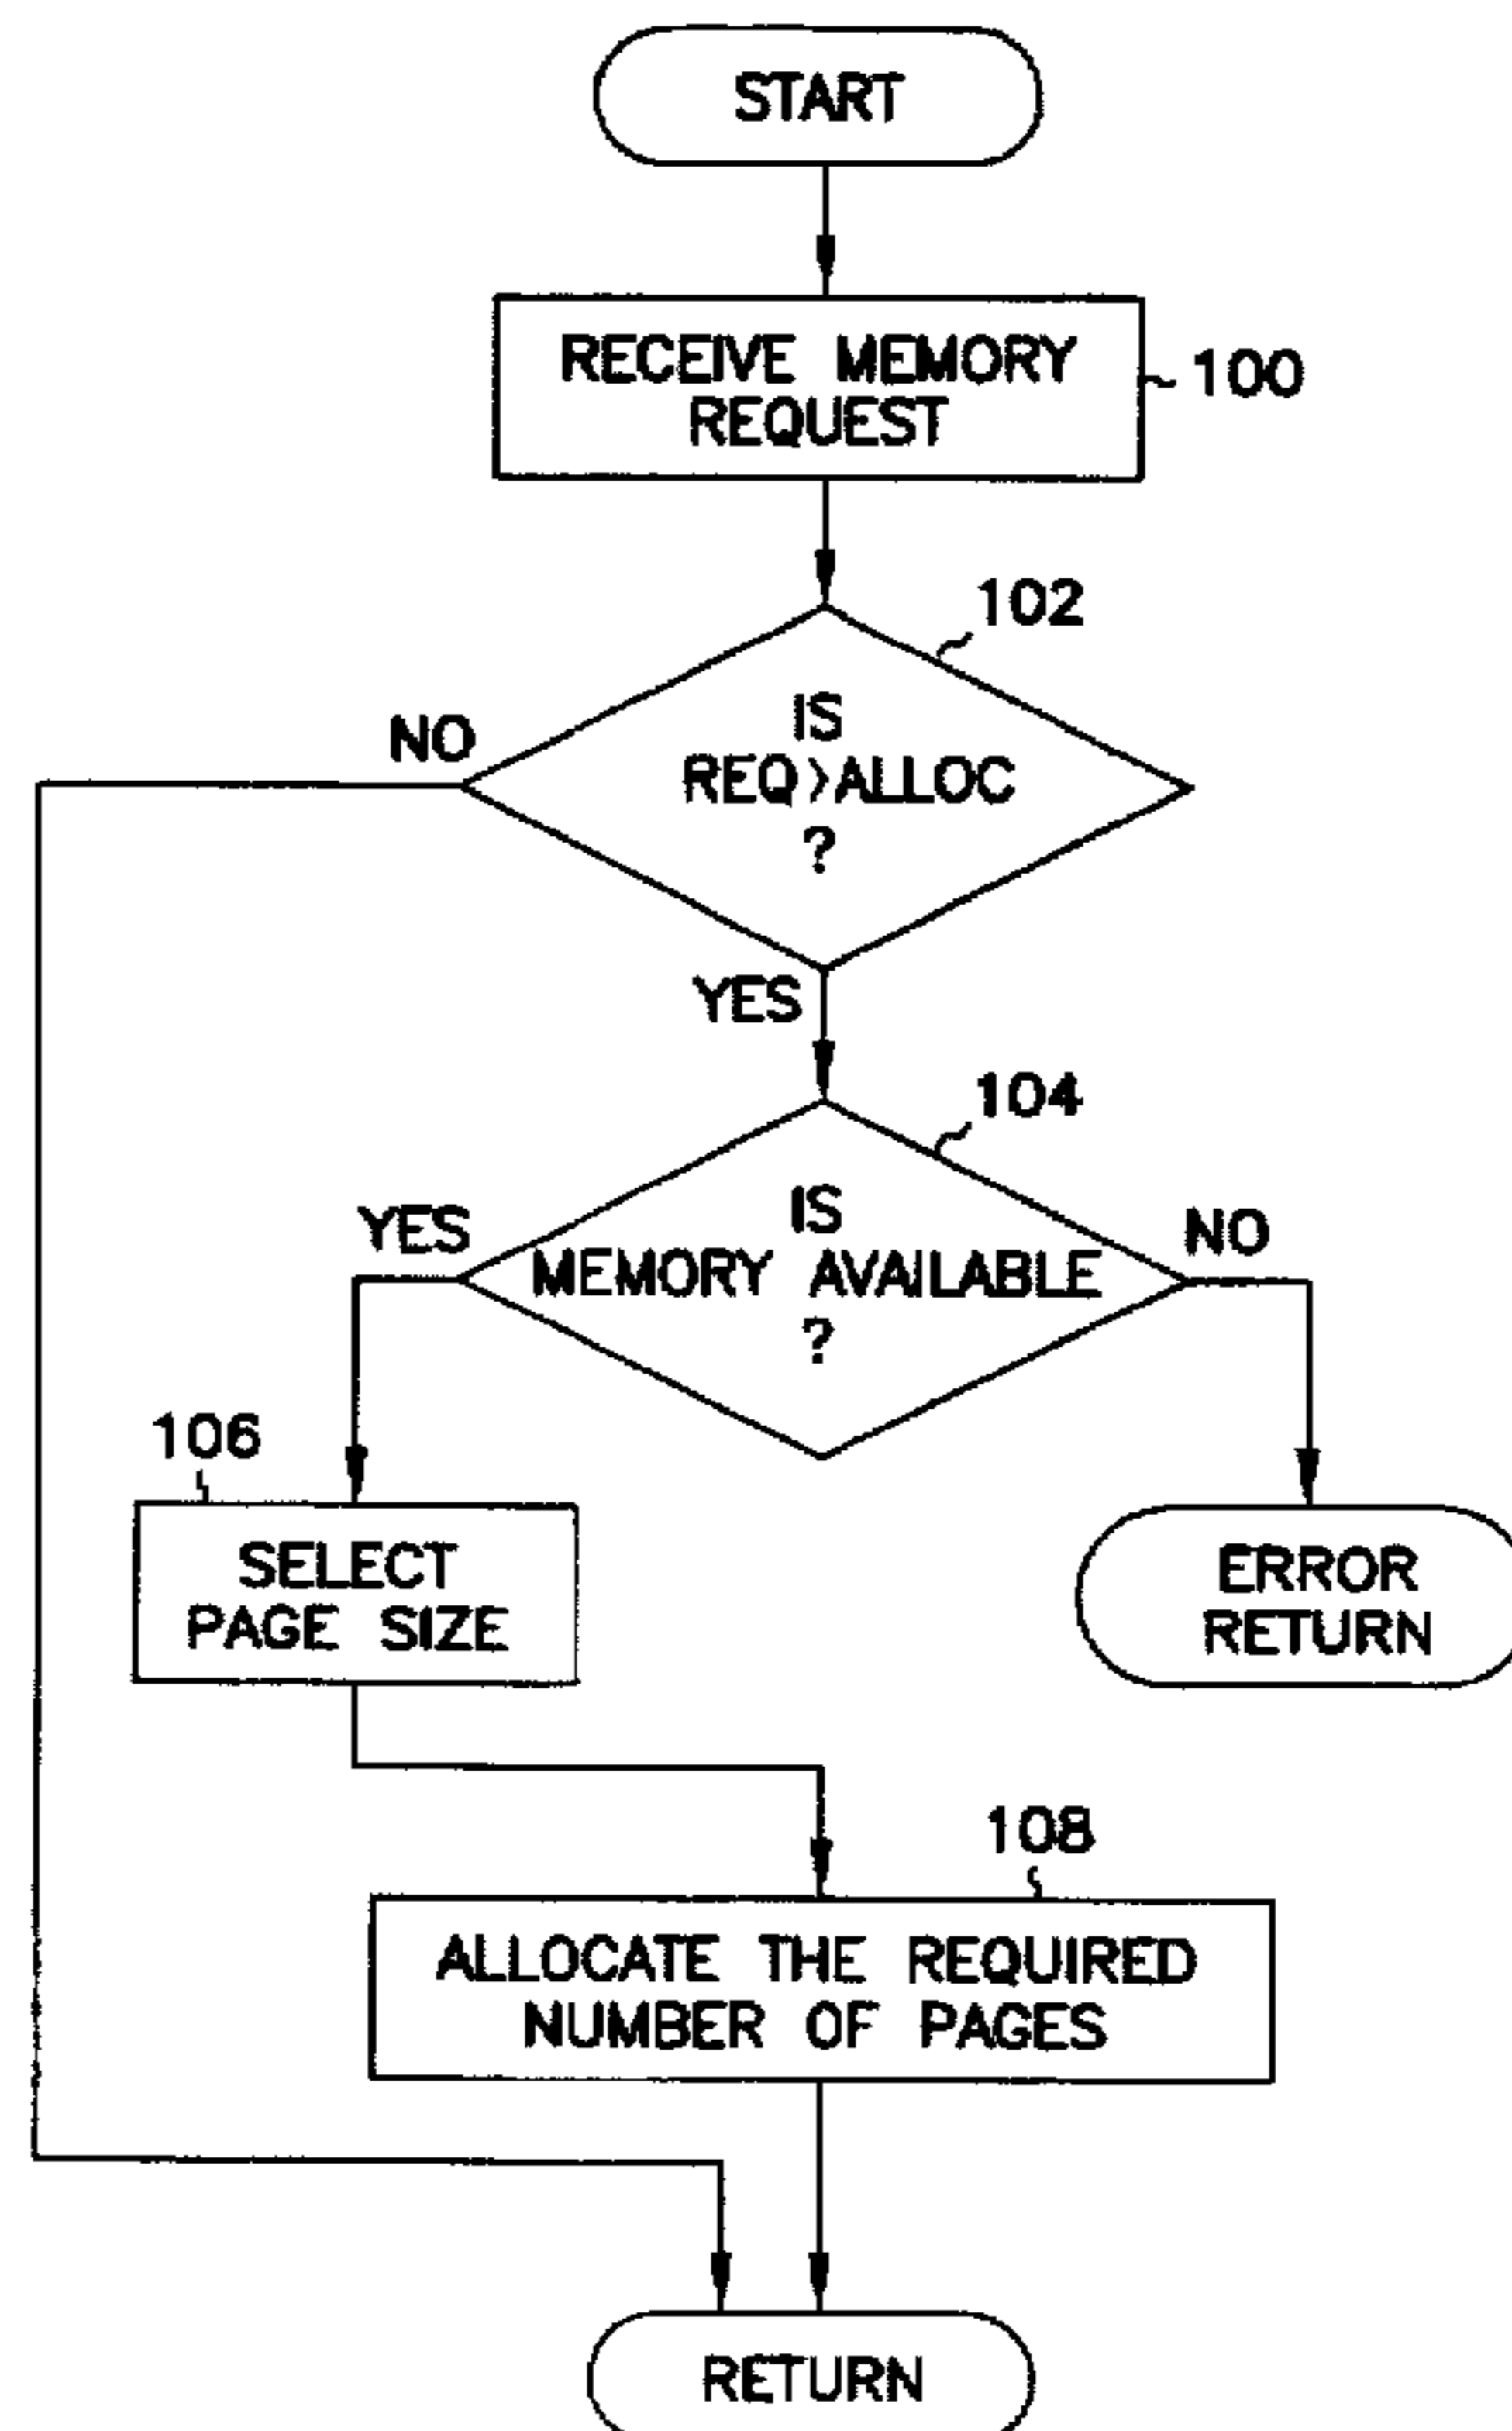 START
RECEIVE MEMORY
REQUEST
100
102
IS
REQ>ALLOC
?
NO
YES
104
IS
MEMORY AVAILABLE
?
YES
NO
106
SELECT
PAGE SIZE
ERROR
RETURN
108
ALLOCATE THE REQUIRED
NUMBER OF PAGES
RETURN